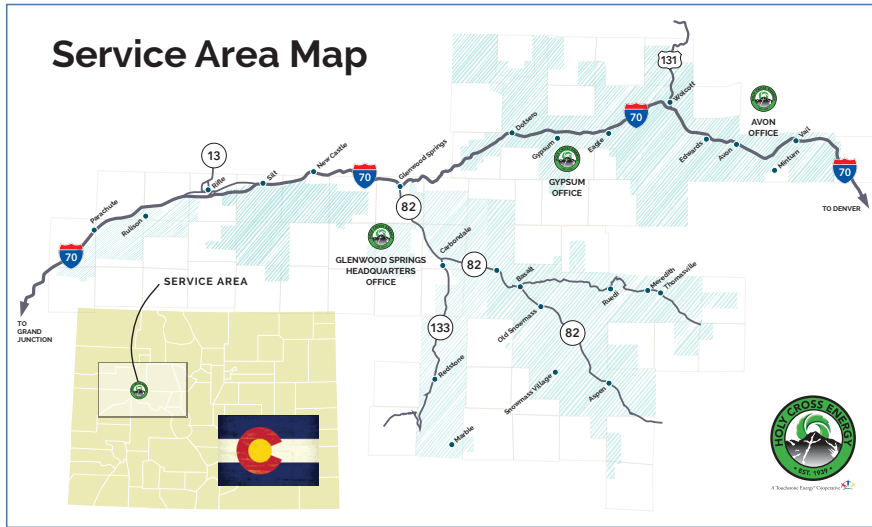 Service Area Map
131
Wolcott
AVON
OFFICE
Dotsero
70
Gypsum
Eagle
Edwards
Avon
Vail
Minturn
GYPSUM
OFFICE
70
TO DENVER
13
New Castle
Glenwood Springs
Silt
Rifle
70
Parachute
Rulison
82
GLENWOOD SPRINGS
HEADQUARTERS
OFFICE
Carbondale
70
82
Basalt
Ruedi
Meredith
Thomasville
SERVICE AREA
TO
GRAND
JUNCTION
133
Old Snowmass
82
Redstone
Snowmass Village
Aspen
Marble
HOLY CROSS ENERGY
• EST. 1939 •
A Touchstone Energy® Cooperative